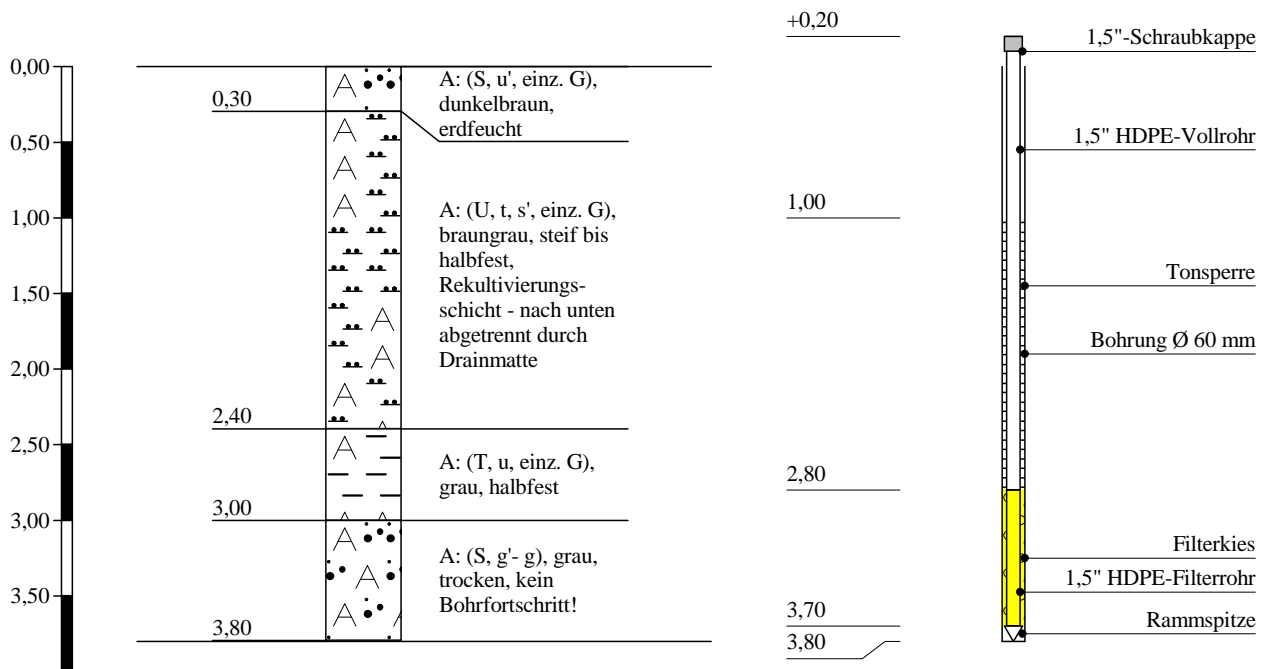 0,00
0,50
1,00
1,50
2,00
2,50
3,00
3,50
0,30
2,40
3,00
3,80
A: (S, u', einz. G),
dunkelbraun,
erdfeucht
A: (U, t, s', einz. G),
braungrau, steif bis
halbfest,
Rekultivierungs-
schicht - nach unten
abgetrennt durch
Drainmatte
A: (T, u, einz. G),
grau, halbfest
A: (S, g'- g), grau,
trocken, kein
Bohrfortschritt!
+0,20
1,00
2,80
3,70
3,80
1,5"-Schraubkappe
1,5" HDPE-Vollrohr
Tonsperre
Bohrung Ø 60 mm
Filterkies
1,5" HDPE-Filterrohr
Rammspitze